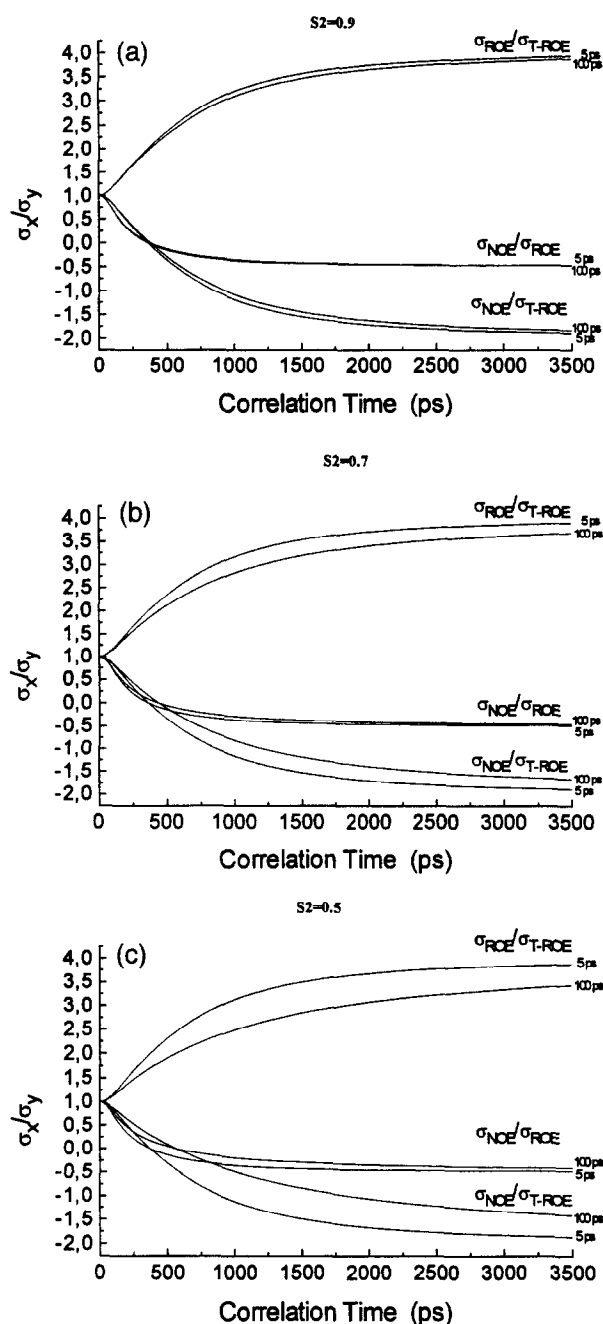 S2=0.9
(a)
σROE/σT-ROE
5ps
100ps
4,0
3,5
3,0
2,5
2,0
1,0
0,5
0,0
-0,5
-1,0
-1,5
-2,0
σx/σy
σNOE/σROE
5ps
100ps
σNOE/σT-ROE
100ps
5ps
0 500 1000 1500 2000 2500 3000 3500
Correlation Time (ps)
S2=0.7
(b)
σROE/σT-ROE
5ps
100ps
4,0
3,5
3,0
2,5
2,0
1,0
0,5
0,0
-0,5
-1,0
-1,5
-2,0
σx/σy
σNOE/σROE
100ps
5ps
σNOE/σT-ROE
100ps
5ps
0 500 1000 1500 2000 2500 3000 3500
Correlation Time (ps)
S2=0.5
(c)
σROE/σT-ROE
5ps
100ps
4,0
3,5
3,0
2,5
2,0
1,0
0,5
0,0
-0,5
-1,0
-1,5
-2,0
σx/σy
σNOE/σROE
100ps
5ps
σNOE/σT-ROE
100ps
5ps
0 500 1000 1500 2000 2500 3000 3500
Correlation Time (ps)